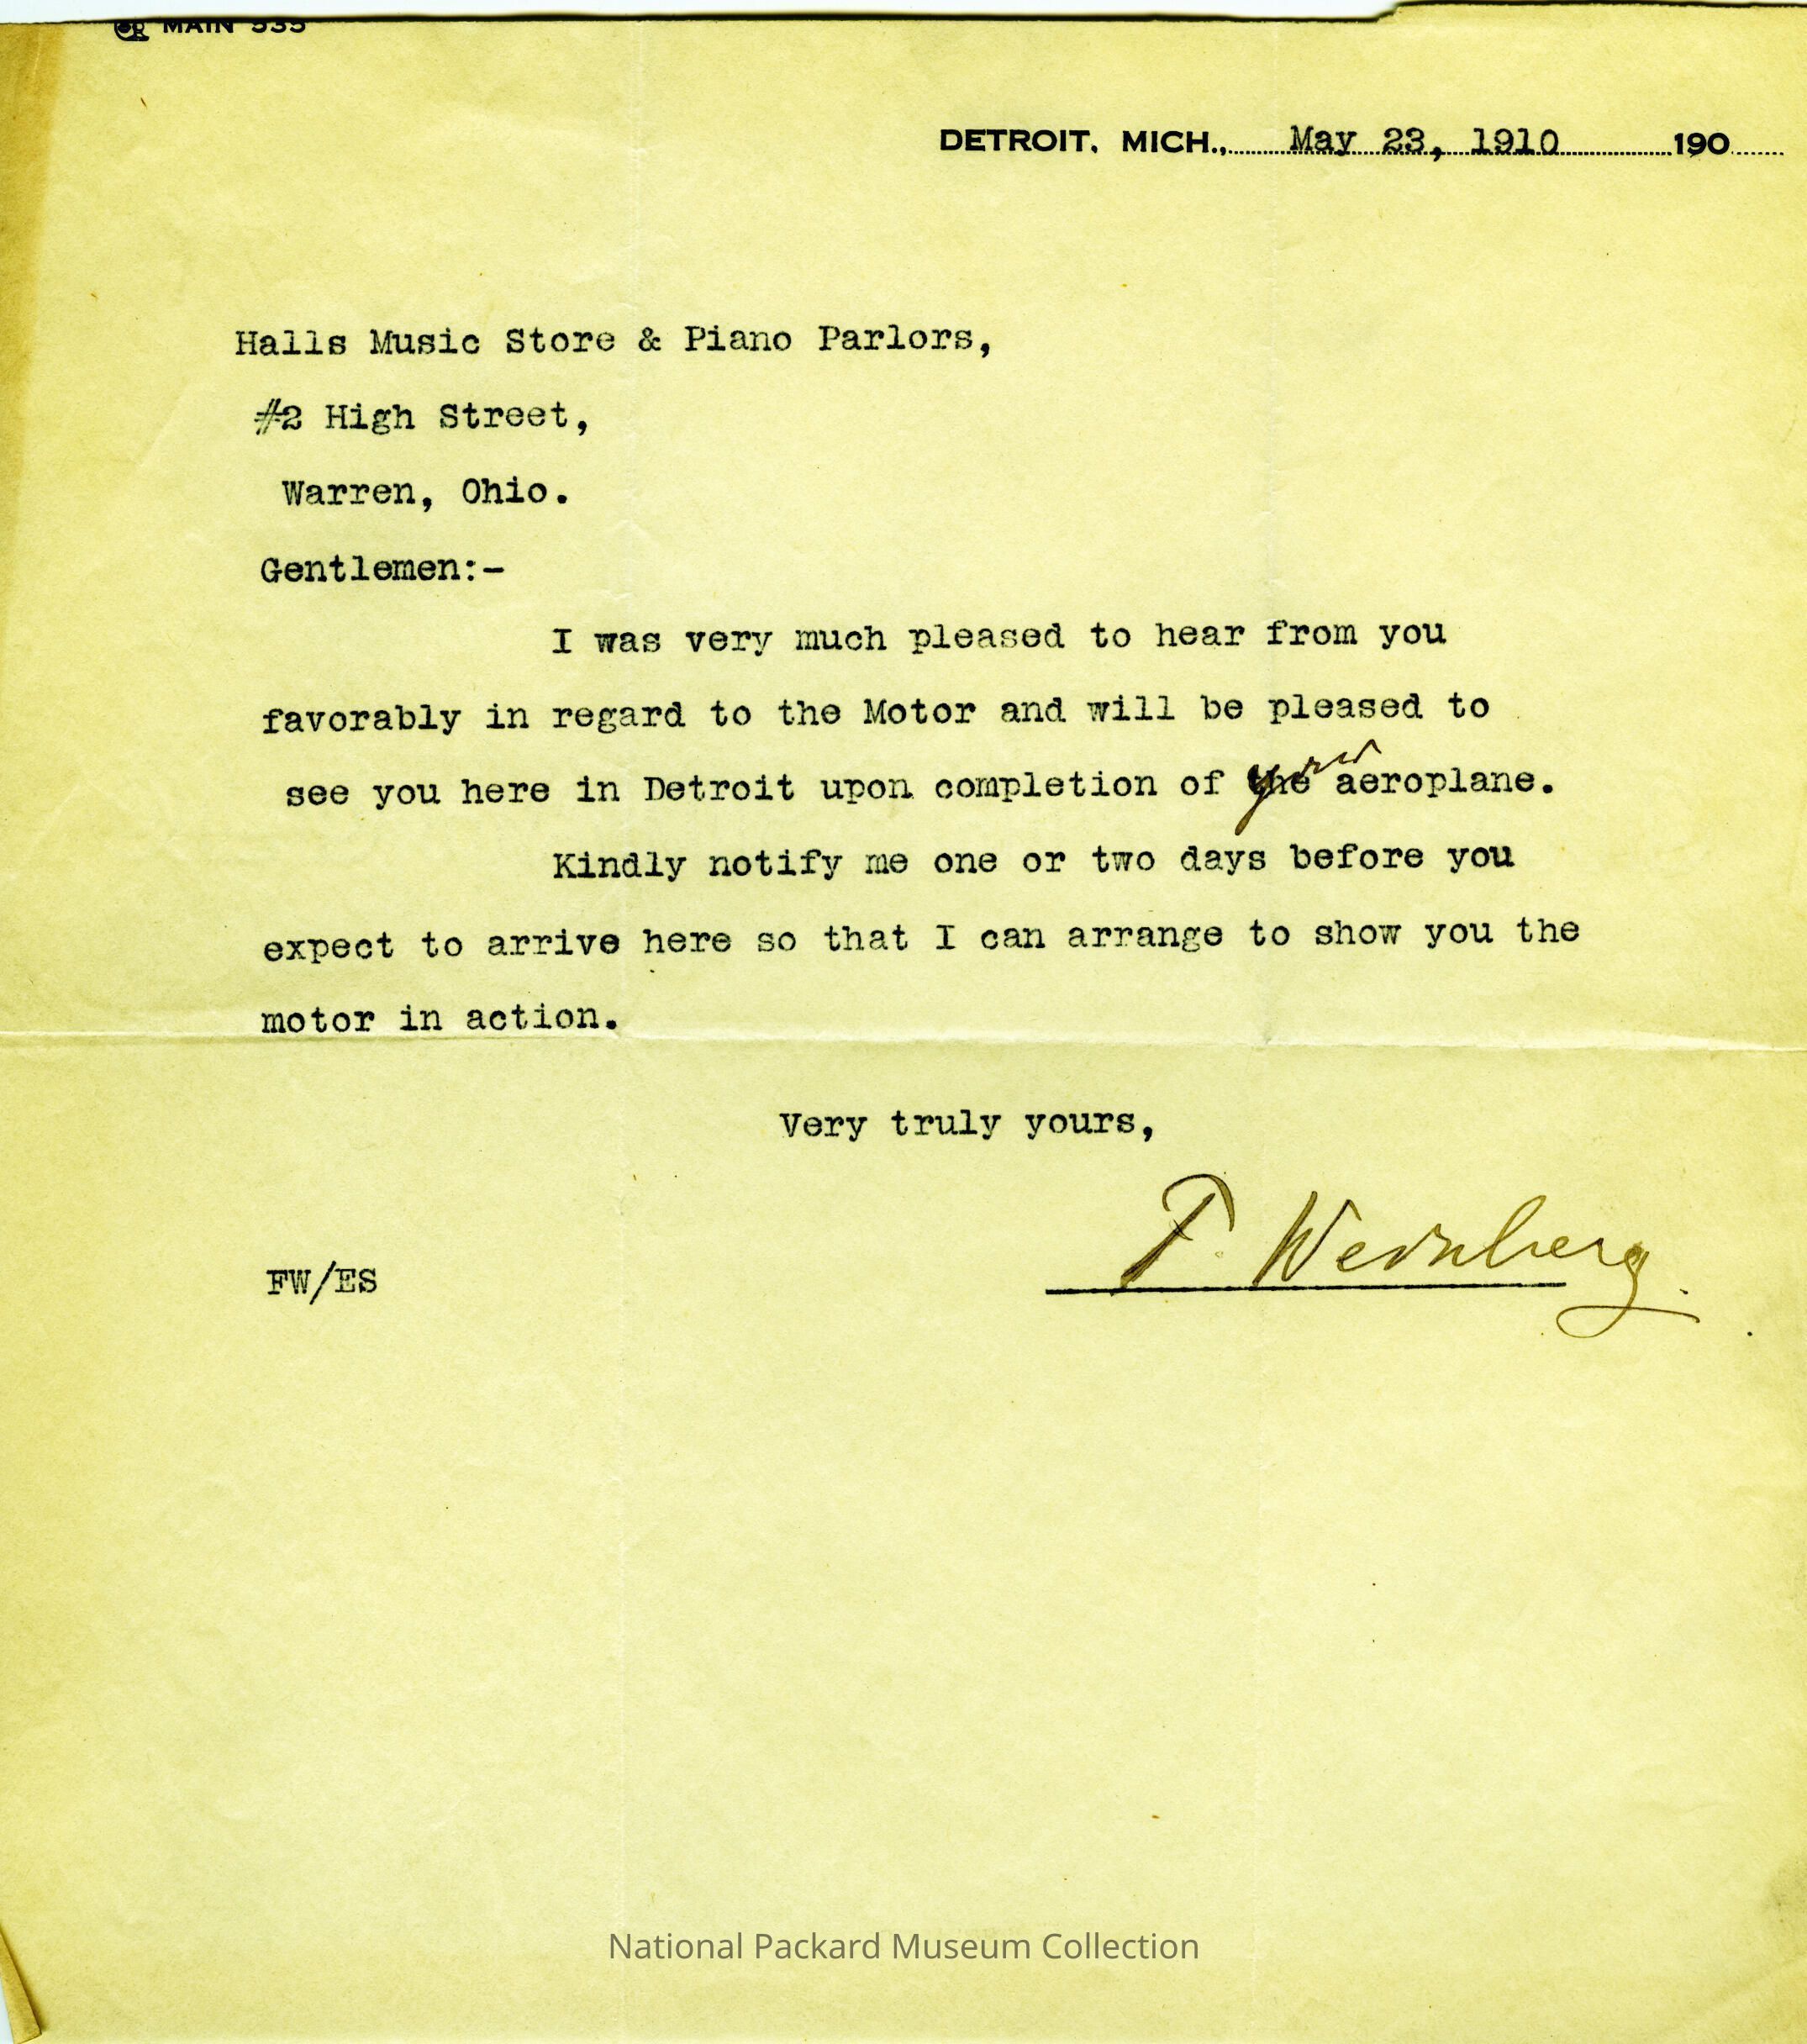 MAIN 535
DETROIT, MICH., May 23, 1910 190
Halls Music Store & Piano Parlors,
#2 High Street,
Warren, Ohio.
Gentlemen:-
I was very much pleased to hear from you
favorably in regard to the Motor and will be pleased to
see you here in Detroit upon completion of the your aeroplane.
Kindly notify me one or two days before you
expect to arrive here so that I can arrange to show you the
motor in action.
Very truly yours,
F. Weinberg.
FW/ES
National Packard Museum Collection